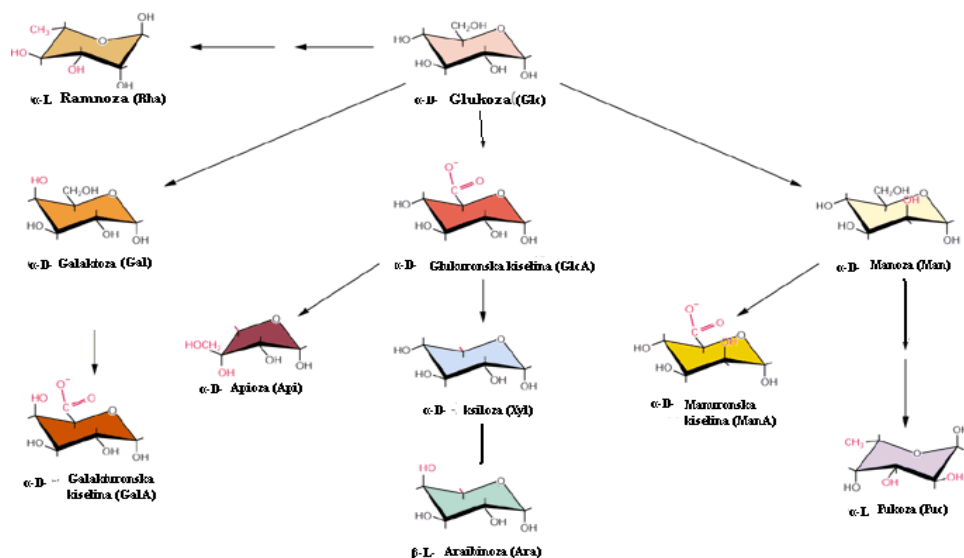 OH
CH₃ O
HO
OH OH
α-L Ramnoza (Rha)
CH₂OH
HO O
HO OH OH
α-D- Glukoza (Glc)
HO
CH₂OH O
HO OH OH
α-D- Galaktoza (Gal)
O⁻
C O
HO O
HO OH OH
α-D- Glukuronska kiselina (GlcA)
CH₂OH
OH O
HO
HO OH
α-D- Manoza (Man)
O
HOCH₂
OH OH OH
α-D- Apioza (Api)
HO O
HO OH OH
α-D- ksiloza (Xyl)
O⁻
C O
HO OH O
HO OH
α-D- Manuronska
kiselina (ManA)
O⁻
HO C O
O
HO OH OH
α-D- Galakturonska
kiselina (GalA)
HO
O
HO OH OH
β-L- Araibinoza (Ara)
OH
CH₃ O
HO OH OH
α-L Fukoza (Fuc)